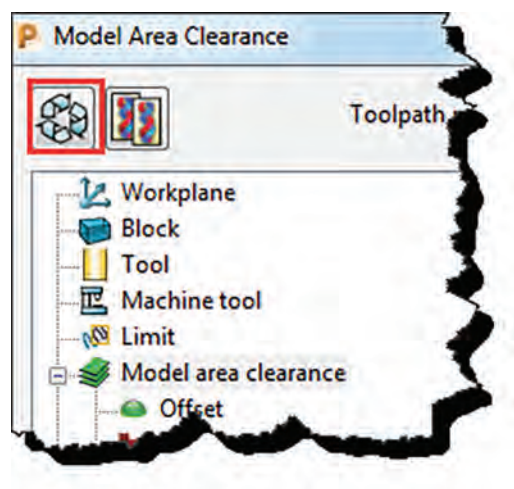 P Model Area Clearance
Toolpath
Workplane
Block
Tool
Machine tool
Limit
Model area clearance
Offset